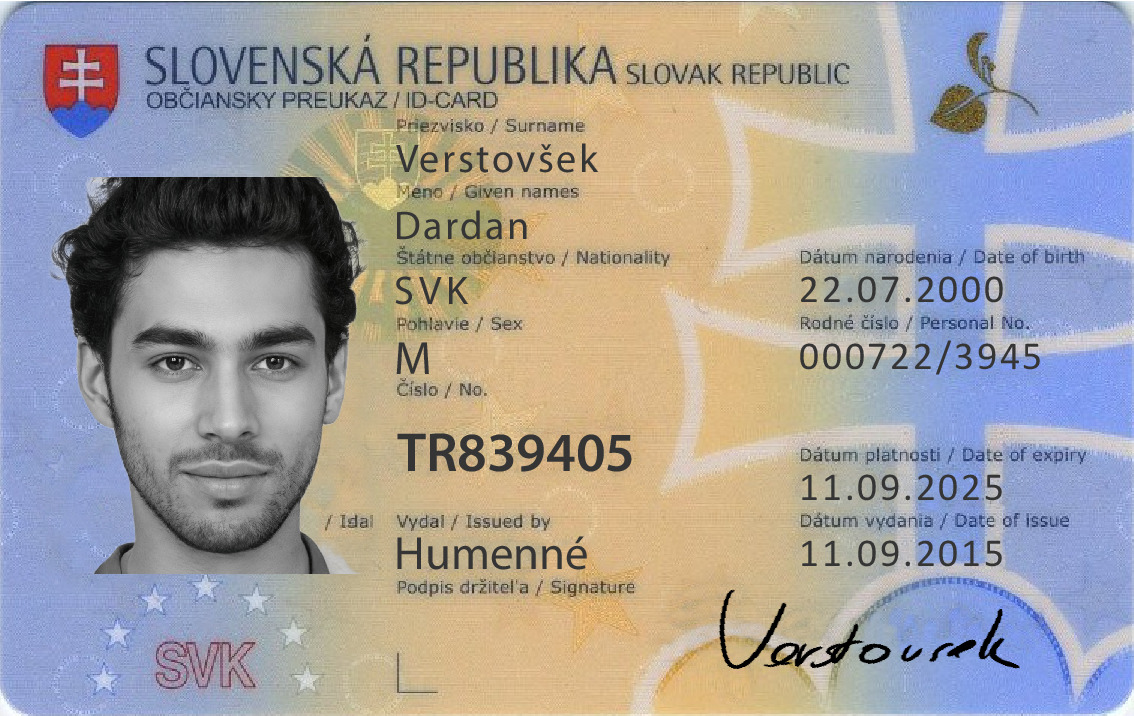 SLOVENSKÁ REPUBLIKA SLOVAK REPUBLIC
OBČIANSKY PREUKAZ / ID-CARD
Priezvisko / Surname
Verstovšek
Meno / Given names
Dardan
Štátne občianstvo / Nationality
SVK
Pohlavie / Sex
M
Číslo / No.
TR839405
Dátum narodenia / Date of birth
22.07.2000
Rodné číslo / Personal No.
000722/3945
Dátum platnosti / Date of expiry
11.09.2025
Dátum vydania / Date of issue
11.09.2015
/ Idal
Vydal / Issued by
Humenné
Podpis držiteľa / Signature
Verstovsek
SVK